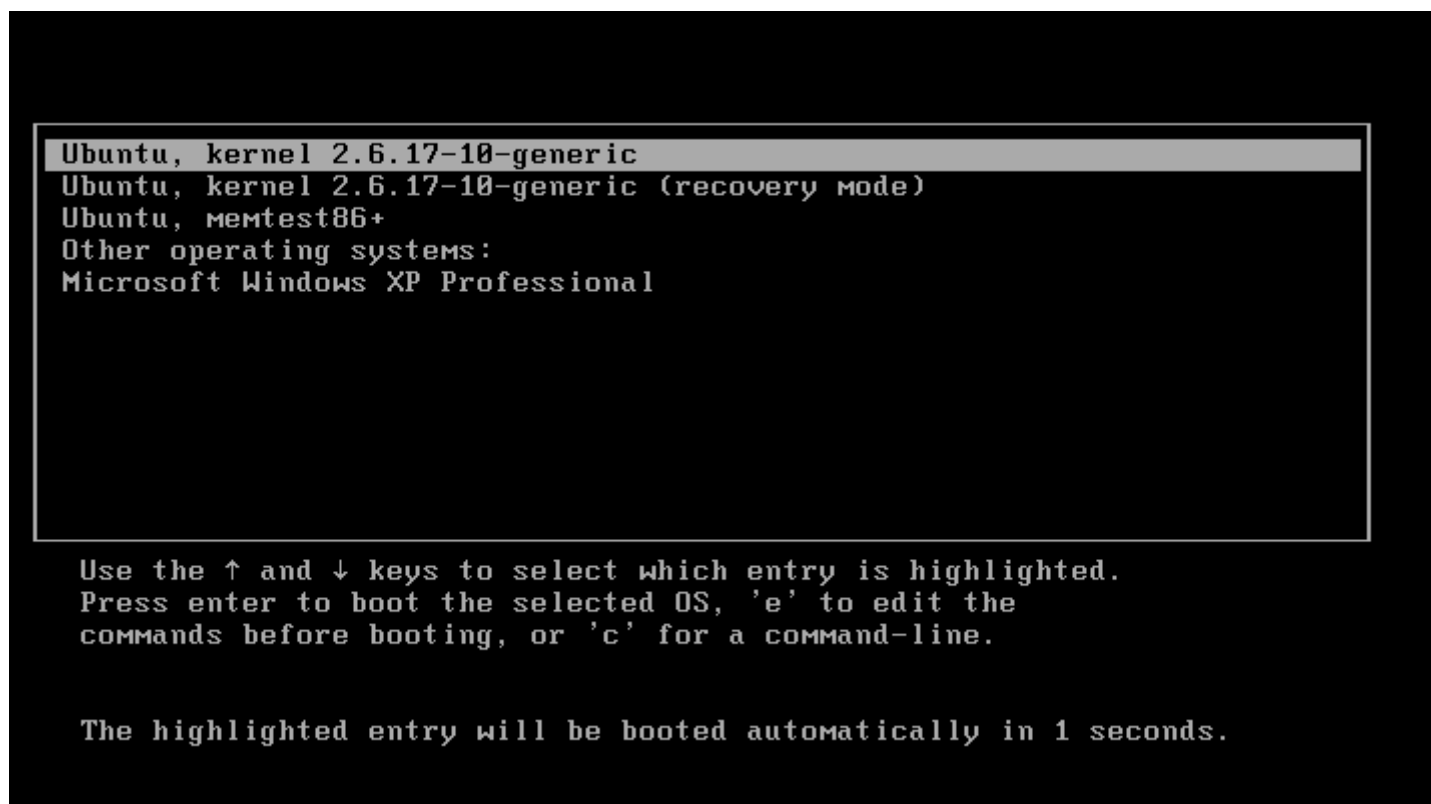 Ubuntu, kernel 2.6.17-10-generic
Ubuntu, kernel 2.6.17-10-generic (recovery mode)
Ubuntu, memtest86+
Other operating systems:
Microsoft Windows XP Professional
Use the ↑ and ↓ keys to select which entry is highlighted.
Press enter to boot the selected OS, 'e' to edit the
commands before booting, or 'c' for a command-line.
The highlighted entry will be booted automatically in 1 seconds.